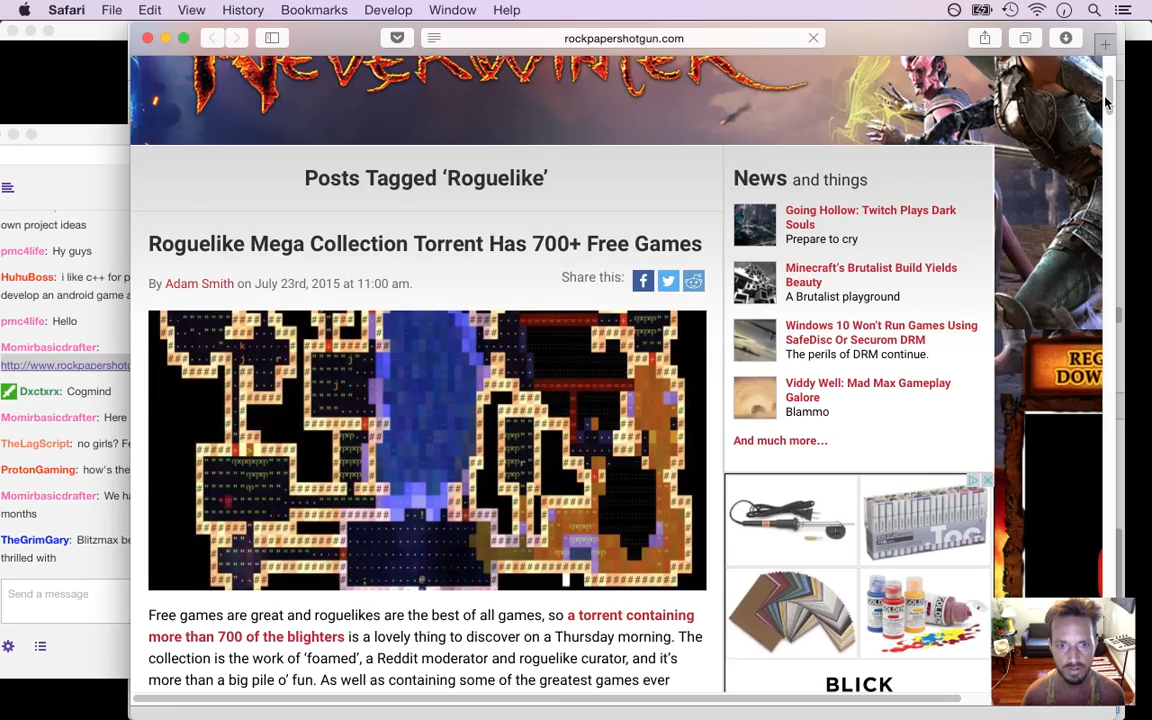 Safari File Edit View History Bookmarks Develop Window Help
rockpapershotgun.com
NEVERWINTER
own project ideas
pmc4life: Hy guys
HuhuBoss: i like c++ for p
develop an android game a
pmc4life: Hello
Momirbasicdrafter:
http://www.rockpapershotg
Dxctxrx: Cogmind
Momirbasicdrafter: Here
TheLagScript: no girls? Fe
ProtonGaming: how's the
Momirbasicdrafter: We ha
months
TheGrimGary: Blitzmax be
thrilled with
Send a message
Posts Tagged ‘Roguelike’
Roguelike Mega Collection Torrent Has 700+ Free Games
By Adam Smith on July 23rd, 2015 at 11:00 am.
Share this:
Free games are great and roguelikes are the best of all games, so a torrent containing
more than 700 of the blighters is a lovely thing to discover on a Thursday morning. The
collection is the work of ‘foamed’, a Reddit moderator and roguelike curator, and it’s
more than a big pile o’ fun. As well as containing some of the greatest games ever
News and things
Going Hollow: Twitch Plays Dark
Souls
Prepare to cry
Minecraft’s Brutalist Build Yields
Beauty
A Brutalist playground
Windows 10 Won’t Run Games Using
SafeDisc Or Securom DRM
The perils of DRM continue.
Viddy Well: Mad Max Gameplay
Galore
Blammo
And much more…
BLICK
REG
DOW